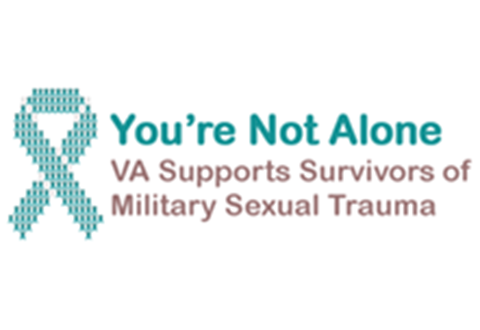 You’re Not Alone
VA Supports Survivors of
Military Sexual Trauma